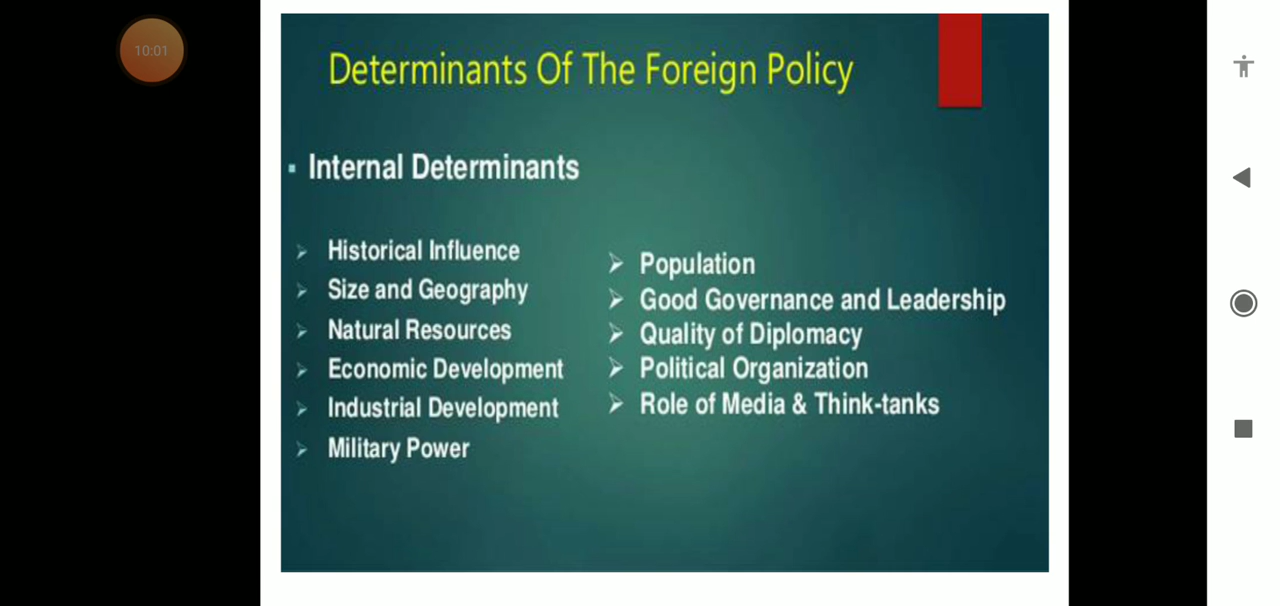 10:01
Determinants Of The Foreign Policy
Internal Determinants
Historical Influence
Size and Geography
Natural Resources
Economic Development
Industrial Development
Military Power
Population
Good Governance and Leadership
Quality of Diplomacy
Political Organization
Role of Media & Think-tanks